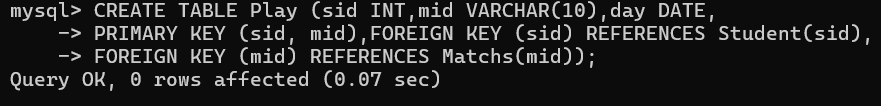 mysql> CREATE TABLE Play (sid INT,mid VARCHAR(10),day DATE,
    -> PRIMARY KEY (sid, mid),FOREIGN KEY (sid) REFERENCES Student(sid),
    -> FOREIGN KEY (mid) REFERENCES Matchs(mid));
Query OK, 0 rows affected (0.07 sec)